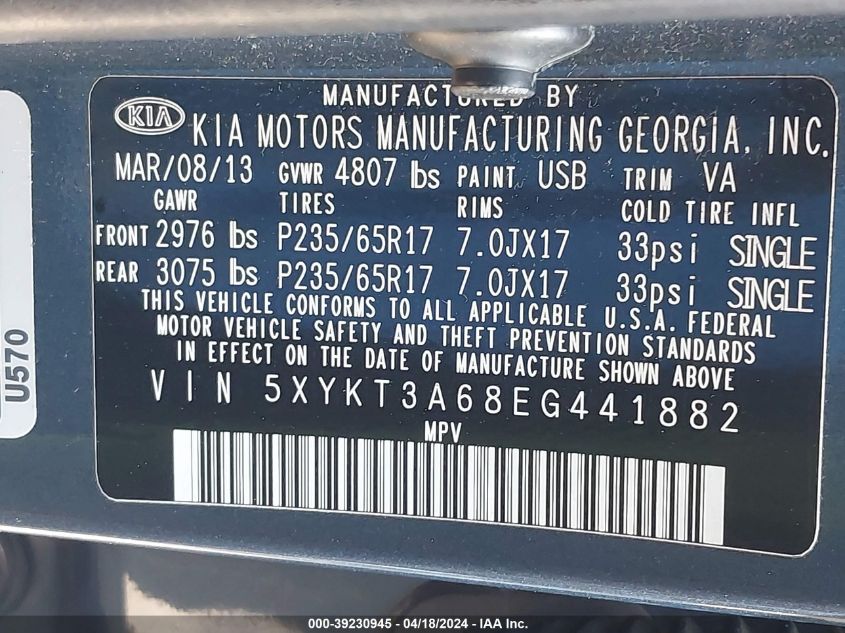 MANUFACTURED BY
KIA KIA MOTORS MANUFACTURING GEORGIA, INC.
MAR/08/13 GVWR 4807 lbs PAINT USB TRIM VA
GAWR TIRES RIMS COLD TIRE INFL
FRONT 2976 lbs P235/65R17 7.0JX17 33psi SINGLE
REAR 3075 lbs P235/65R17 7.0JX17 33psi SINGLE
THIS VEHICLE CONFORMS TO ALL APPLICABLE U.S.A. FEDERAL
MOTOR VEHICLE SAFETY AND THEFT PREVENTION STANDARDS
IN EFFECT ON THE DATE OF MANUFACTURE SHOWN ABOVE
VIN 5XYKT3A68EG441882
MPV
U570
000-39230945 - 04/18/2024 - IAA Inc.